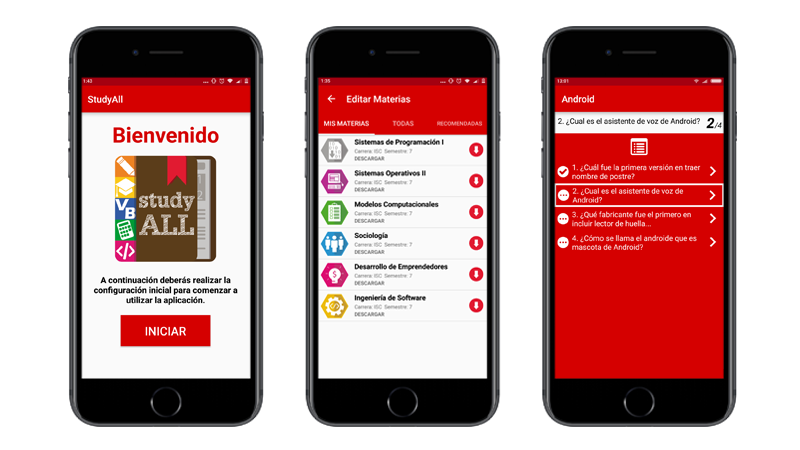 1:43
StudyAll
Bienvenido
VB
study
ALL
</>
A continuación deberás realizar la
configuración inicial para comenzar a
utilizar la aplicación.
INICIAR
1:35
Editar Materias
MIS MATERIAS TODAS RECOMENDADAS
Sistemas de Programación I
Carrera: ISC Semestre: 7
DESCARGAR
Sistemas Operativos II
Carrera: ISC Semestre: 7
DESCARGAR
Modelos Computacionales
Carrera: ISC Semestre: 7
DESCARGAR
Sociología
Carrera: ISC Semestre: 7
DESCARGAR
Desarrollo de Emprendedores
Carrera: ISC Semestre: 7
DESCARGAR
Ingeniería de Software
Carrera: ISC Semestre: 7
DESCARGAR
13:01
Android
2. ¿Cual es el asistente de voz de Android? 2/4
1. ¿Cuál fue la primera versión en traer
nombre de postre?
2. ¿Cual es el asistente de voz de
Android?
3. ¿Qué fabricante fue el primero en
incluir lector de huella...
4. ¿Cómo se llama el androide que es
mascota de Android?